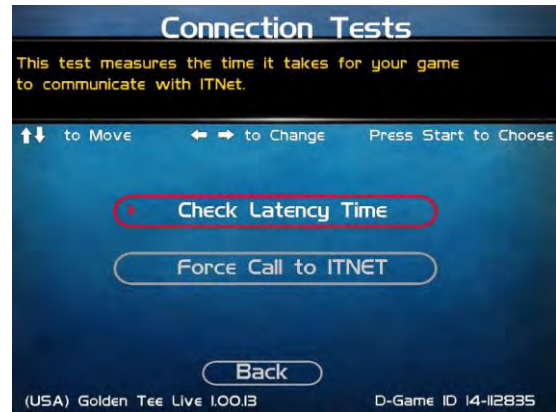 Connection Tests
This test measures the time it takes for your game
to communicate with ITNet.
to Move to Change Press Start to Choose
Check Latency Time
Force Call to ITNET
Back
(USA) Golden Tee Live 1.00.13 D-Game ID 14-112835